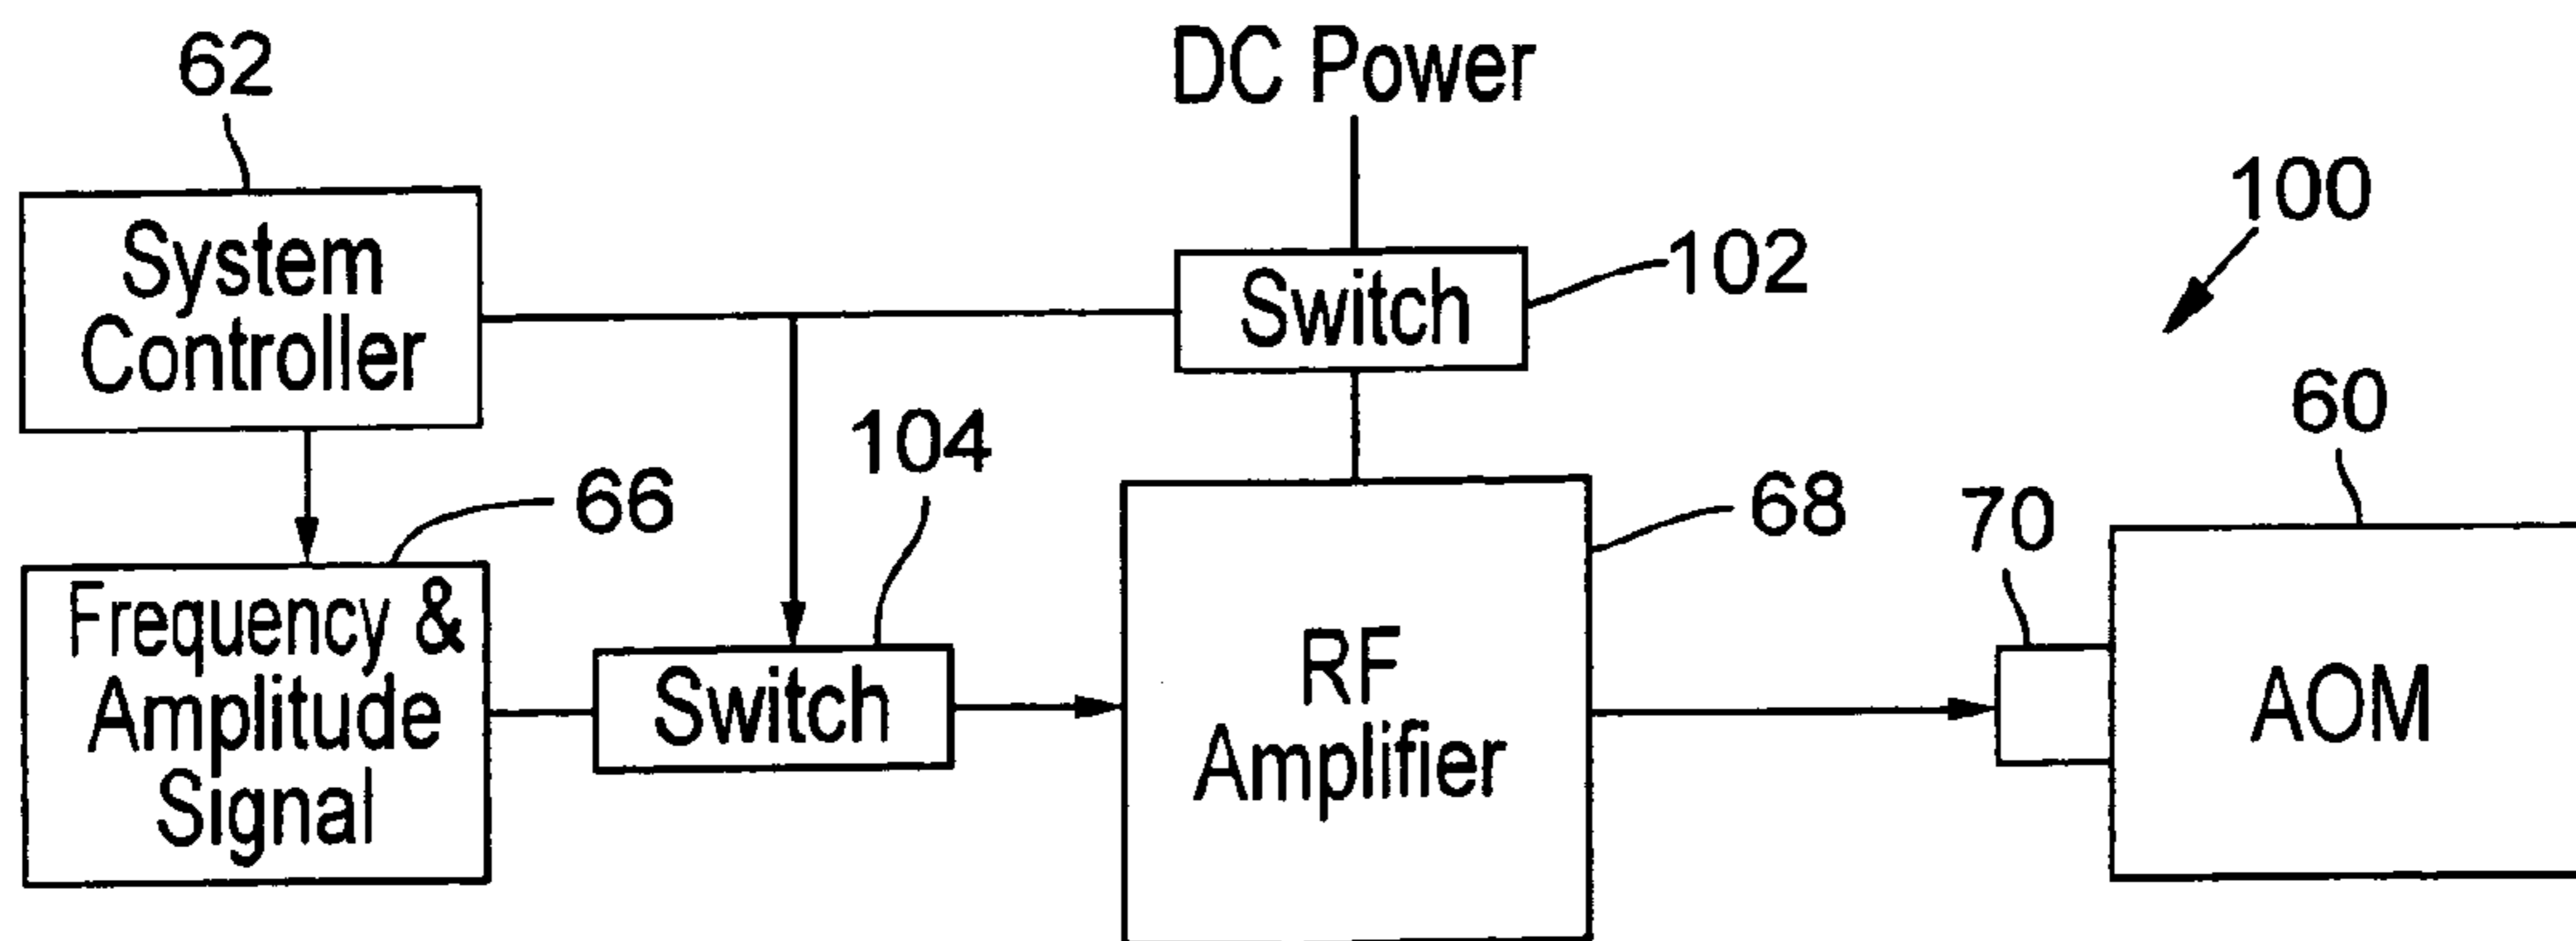 62
DC Power
System
Controller
Switch
102
100
104
60
66
68
70
Frequency &
Amplitude
Signal
Switch
RF
Amplifier
AOM